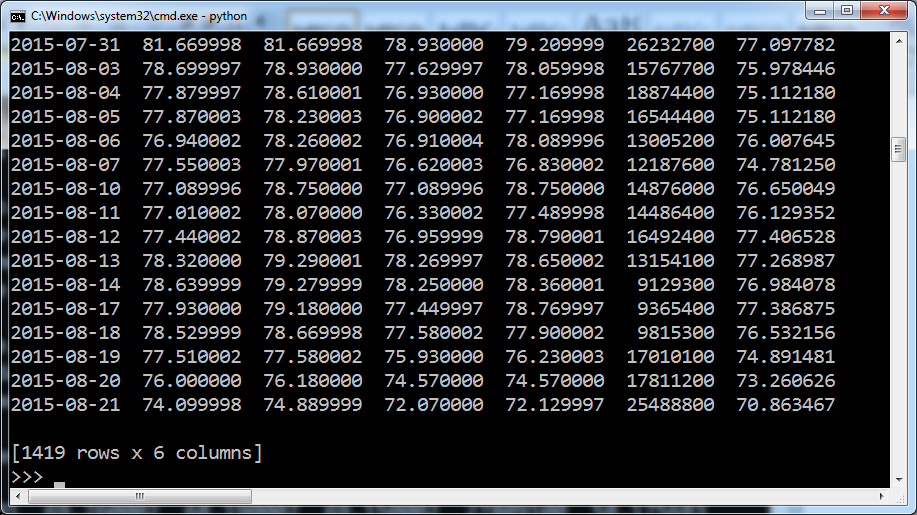 C:\Windows\system32\cmd.exe - python
2015-07-31 81.669998 81.669998 78.930000 79.209999 26232700 77.097782
2015-08-03 78.699997 78.930000 77.629997 78.059998 15767700 75.978446
2015-08-04 77.879997 78.610001 76.930000 77.169998 18874400 75.112180
2015-08-05 77.870003 78.230003 76.900002 77.169998 16544400 75.112180
2015-08-06 76.940002 78.260002 76.910004 78.089996 13005200 76.007645
2015-08-07 77.550003 77.970001 76.620003 76.830002 12187600 74.781250
2015-08-10 77.089996 78.750000 77.089996 78.750000 14876000 76.650049
2015-08-11 77.010002 78.070000 76.330002 77.489998 14486400 76.129352
2015-08-12 77.440002 78.870003 76.959999 78.790001 16492400 77.406528
2015-08-13 78.320000 79.290001 78.269997 78.650002 13154100 77.268987
2015-08-14 78.639999 79.279999 78.250000 78.360001 9129300 76.984078
2015-08-17 77.930000 79.180000 77.449997 78.769997 9365400 77.386875
2015-08-18 78.529999 78.669998 77.580002 77.900002 9815300 76.532156
2015-08-19 77.510002 77.580002 75.930000 76.230003 17010100 74.891481
2015-08-20 76.000000 76.180000 74.570000 74.570000 17811200 73.260626
2015-08-21 74.099998 74.889999 72.070000 72.129997 25488800 70.863467
[1419 rows x 6 columns]
>>>